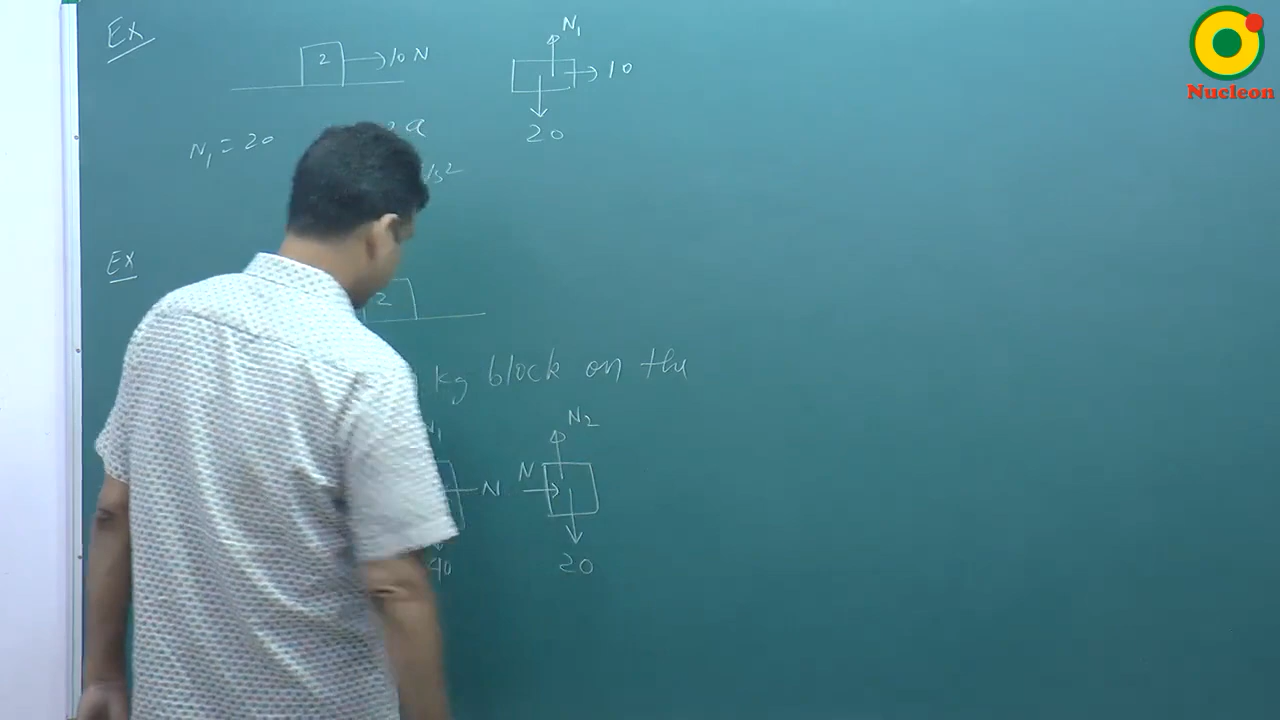 Ex
2 → 10 N
N₁
10
20
N₁ = 20
a
/s²
Ex
2
kg block on the
N₂
N
N
40
20
Nucleon